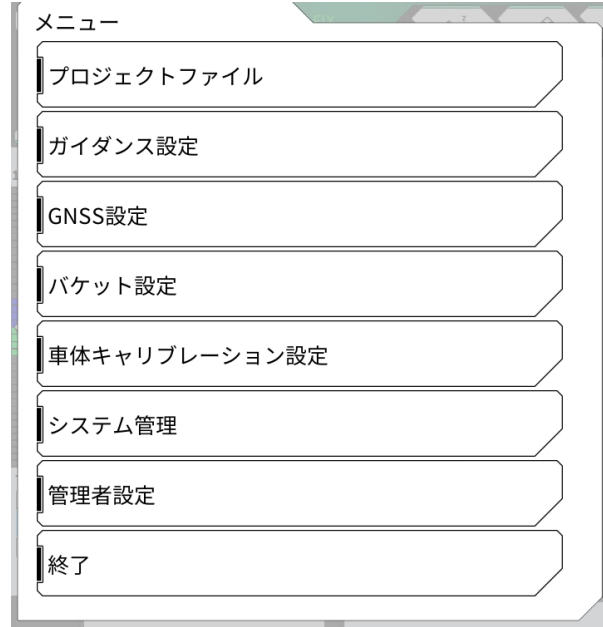 メニュー
プロジェクトファイル
ガイダンス設定
GNSS設定
バケット設定
車体キャリブレーション設定
システム管理
管理者設定
終了